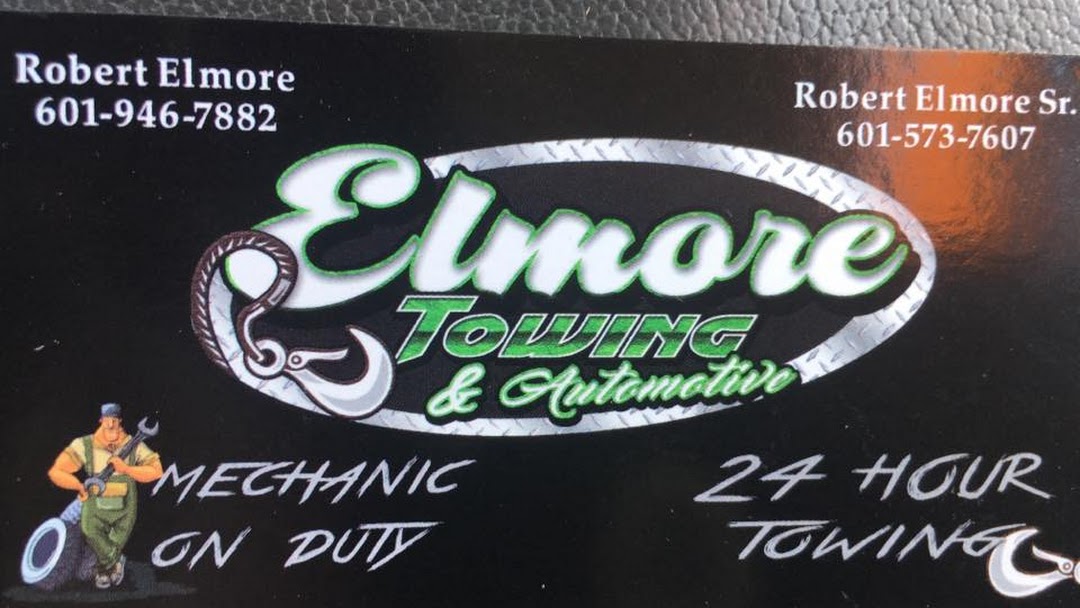 Robert Elmore
601-946-7882
Robert Elmore Sr.
601-573-7607
Elmore
TOWING
& Automotive
MECHANIC
ON DUTY
24 HOUR
TOWING